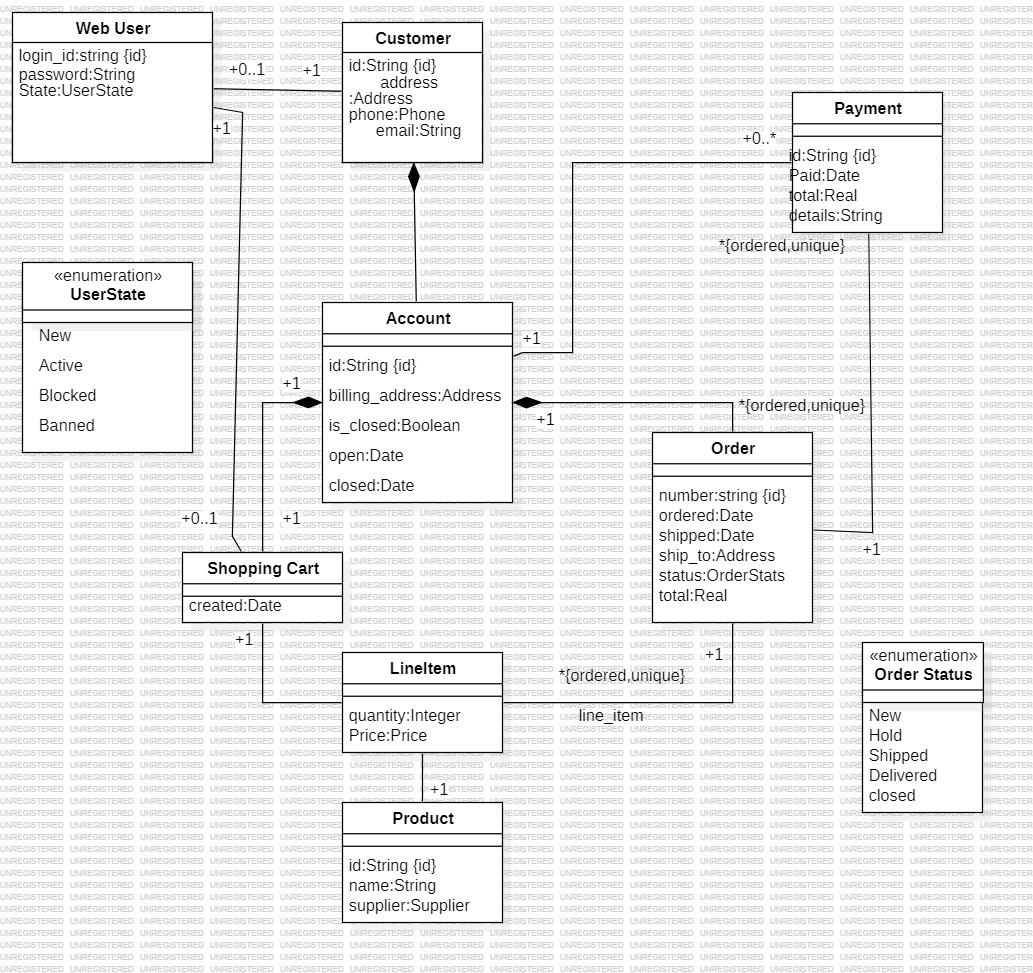 Web User
login_id:string {id}
password:String
State:UserState
+0..1
+1
Customer
id:String {id}
address
:Address
phone:Phone
email:String
+1
Payment
+0..*
id:String {id}
Paid:Date
total:Real
details:String
*{ordered,unique}
«enumeration»
UserState
New
Active
Blocked
Banned
Account
+1
id:String {id}
billing_address:Address
is_closed:Boolean
open:Date
closed:Date
+1
+1
*{ordered,unique}
Order
number:string {id}
ordered:Date
shipped:Date
ship_to:Address
status:OrderStats
total:Real
+1
+0..1
+1
Shopping Cart
created:Date
+1
LineItem
quantity:Integer
Price:Price
*{ordered,unique}
line_item
+1
+1
Product
id:String {id}
name:String
supplier:Supplier
«enumeration»
Order Status
New
Hold
Shipped
Delivered
closed
UNREGISTERED